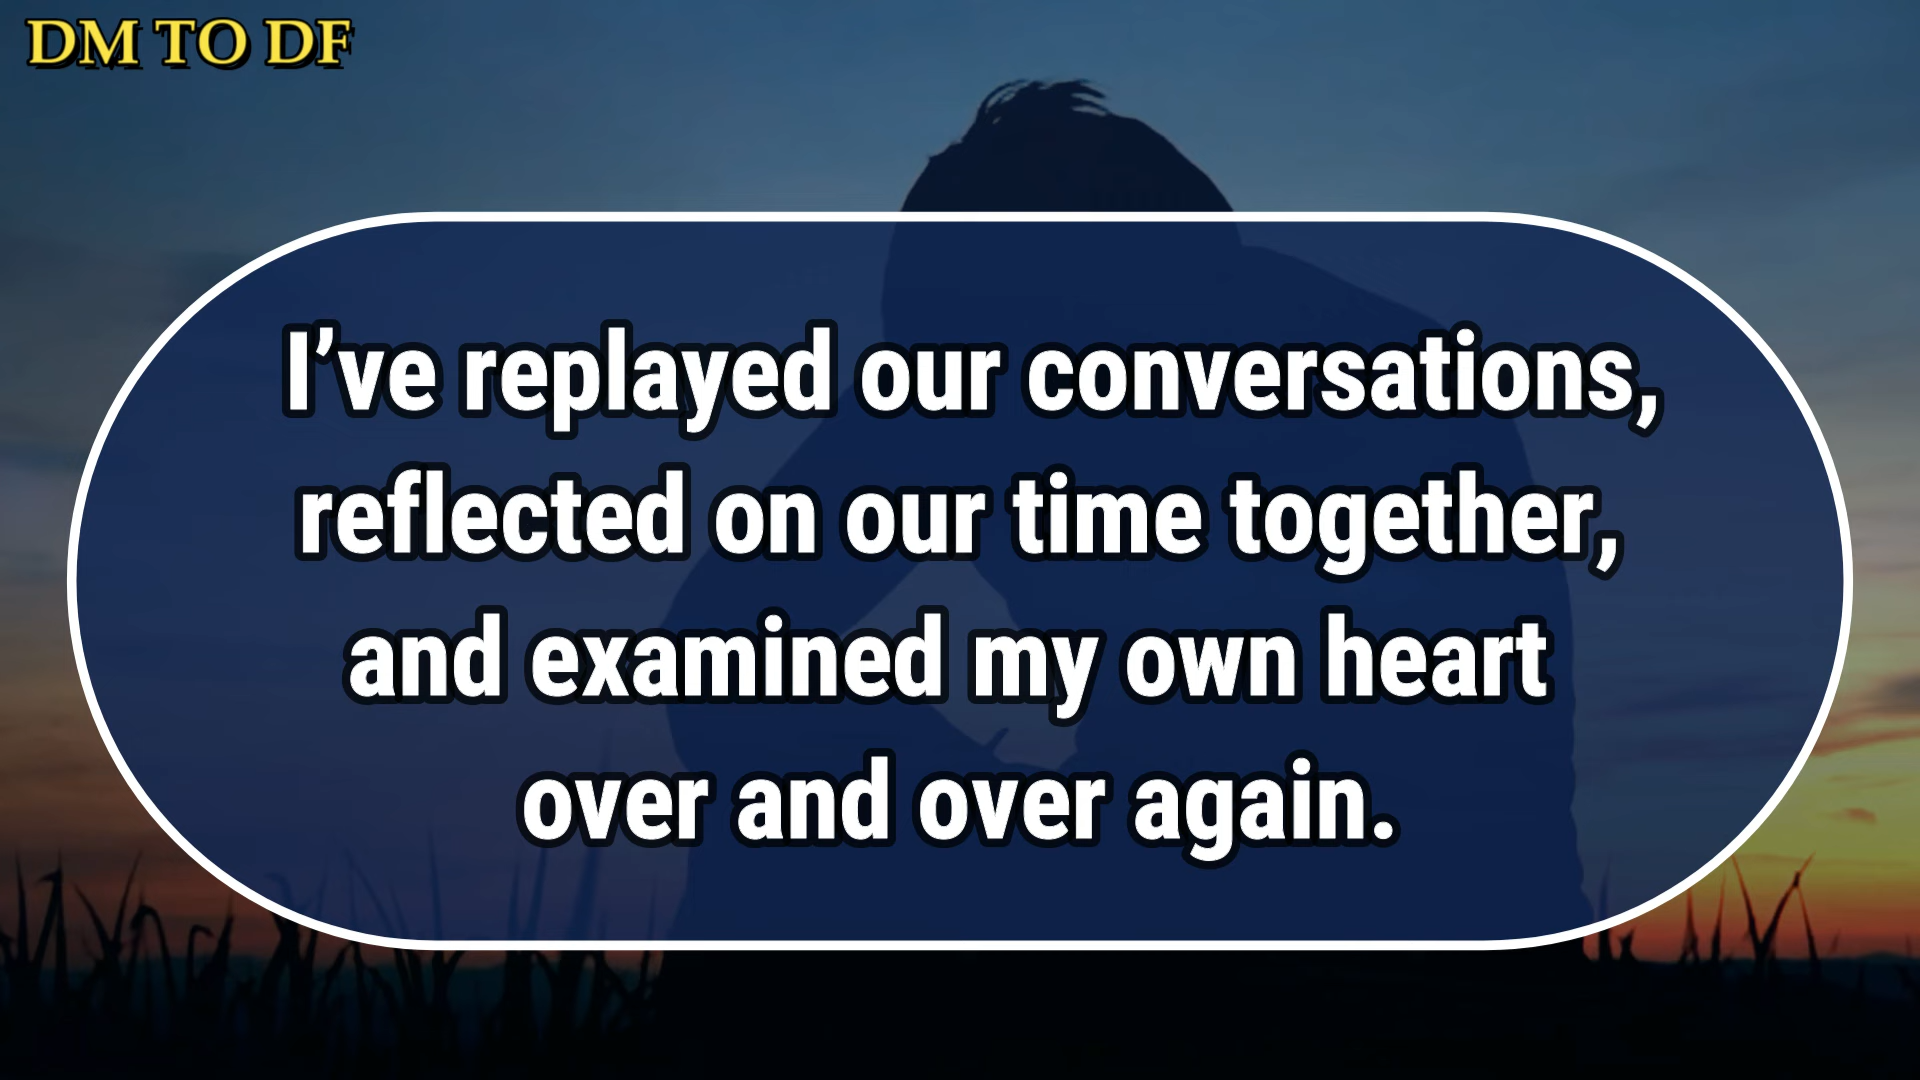 DM TO DF
I’ve replayed our conversations,
reflected on our time together,
and examined my own heart
over and over again.